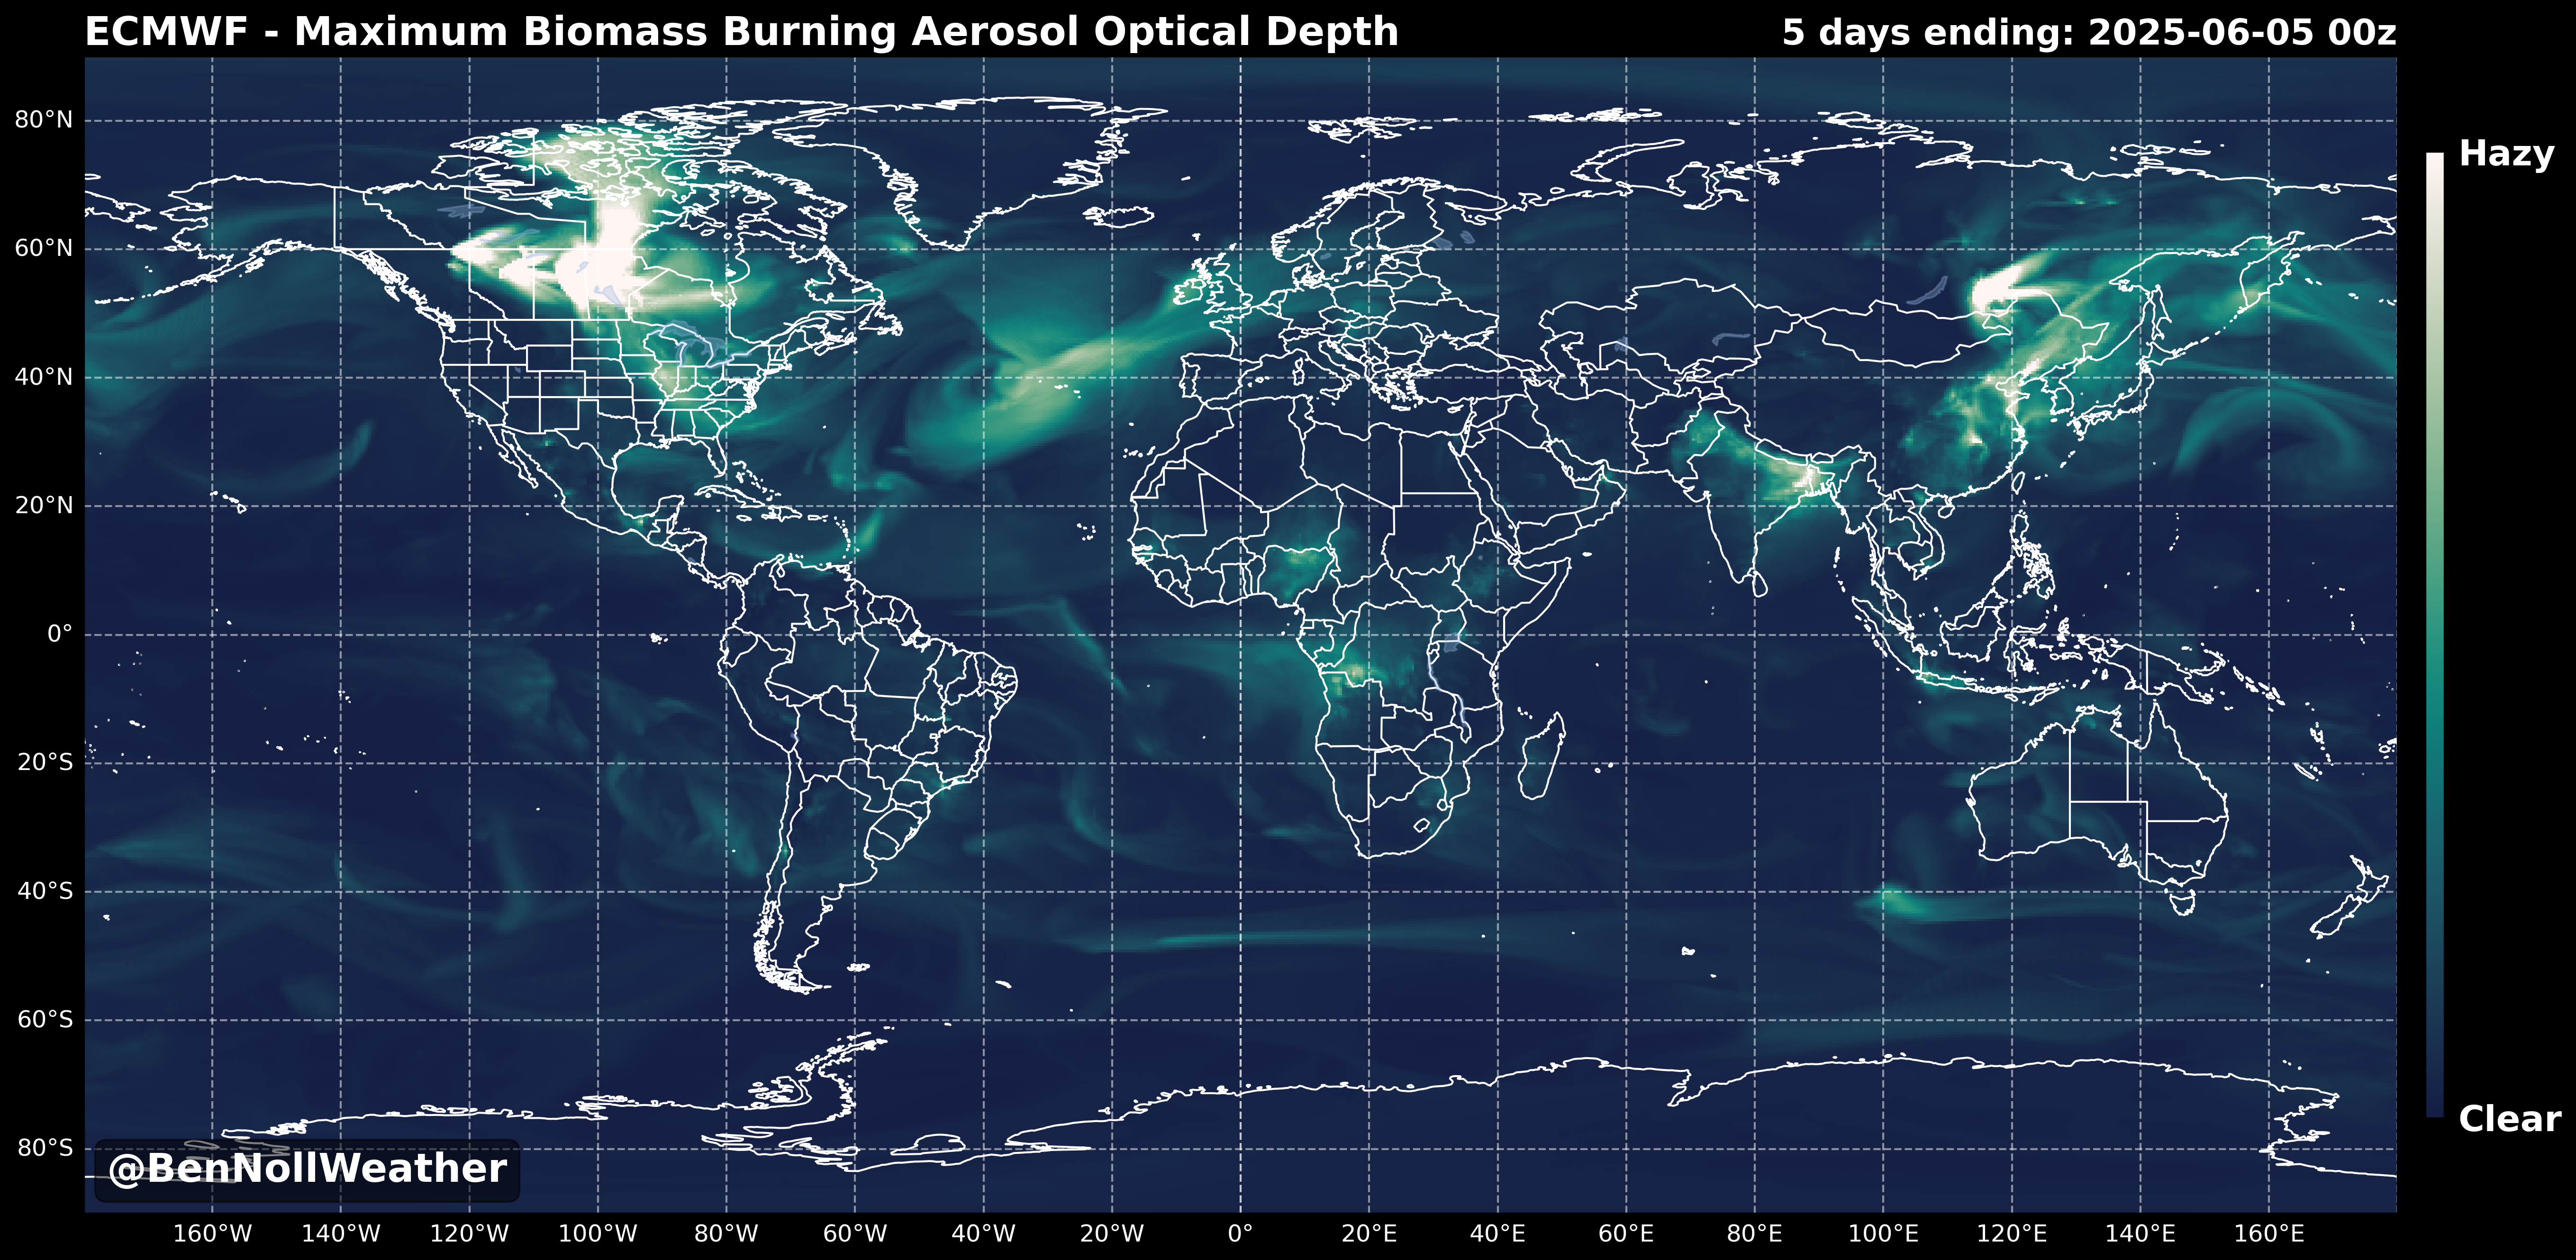 ECMWF - Maximum Biomass Burning Aerosol Optical Depth
5 days ending: 2025-06-05 00z
Hazy
Clear
80°N
60°N
40°N
20°N
0°
20°S
40°S
60°S
80°S
@BenNollWeather
160°W 140°W 120°W 100°W 80°W 60°W 40°W 20°W 0° 20°E 40°E 60°E 80°E 100°E 120°E 140°E 160°E